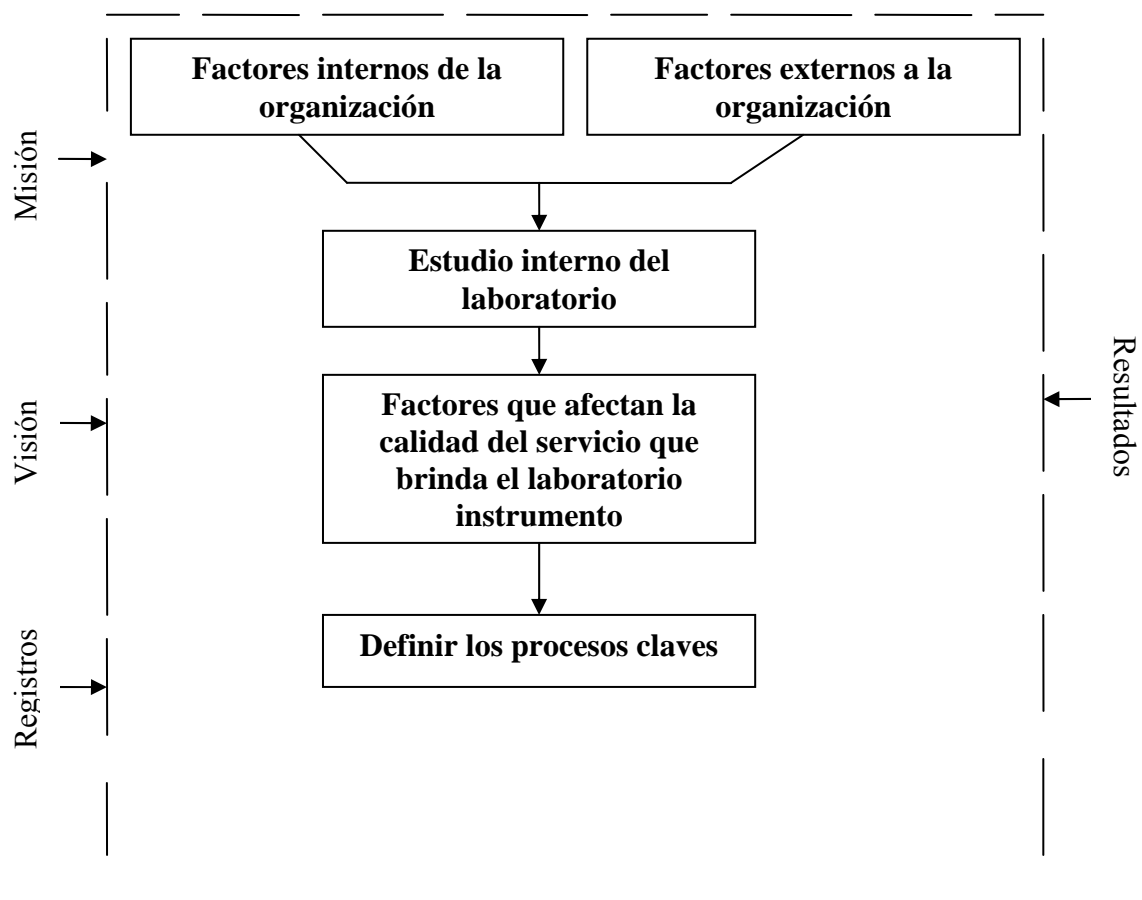 Factores internos de la
organización
Factores externos a la
organización
Misión
Estudio interno del
laboratorio
Visión
Factores que afectan la
calidad del servicio que
brinda el laboratorio
instrumento
Resultados
Registros
Definir los procesos claves